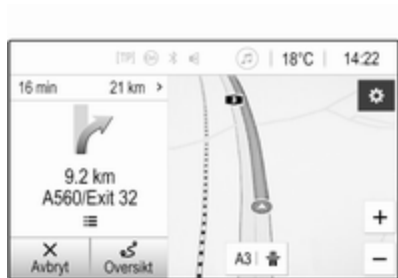 [TP]
18°C
14:22
16 min
21 km >
9.2 km
A560/Exit 32
Avbryt
Oversikt
A3
+
−